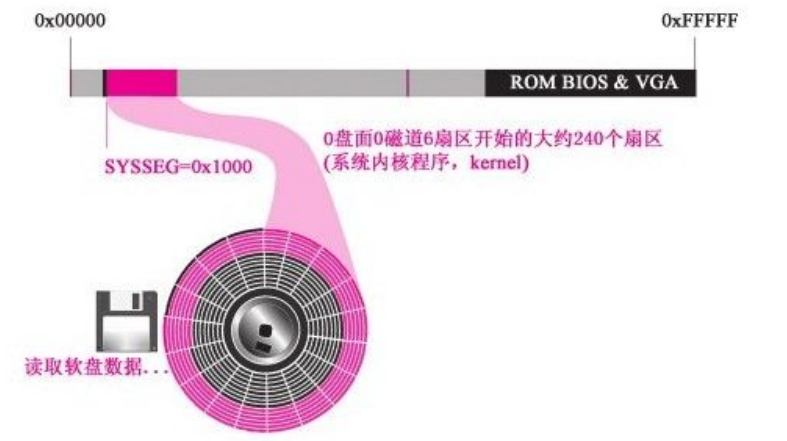 0x00000
0xFFFFF
ROM BIOS & VGA
0盘面0磁道6扇区开始的大约240个扇区
(系统内核程序，kernel)
SYSSEG=0x1000
读取软盘数据...